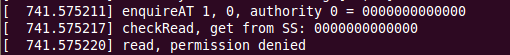 [  741.575211] enquireAT 1, 0, authority 0 = 0000000000000
[  741.575217] checkRead, get from SS: 0000000000000
[  741.575220] read, permission denied